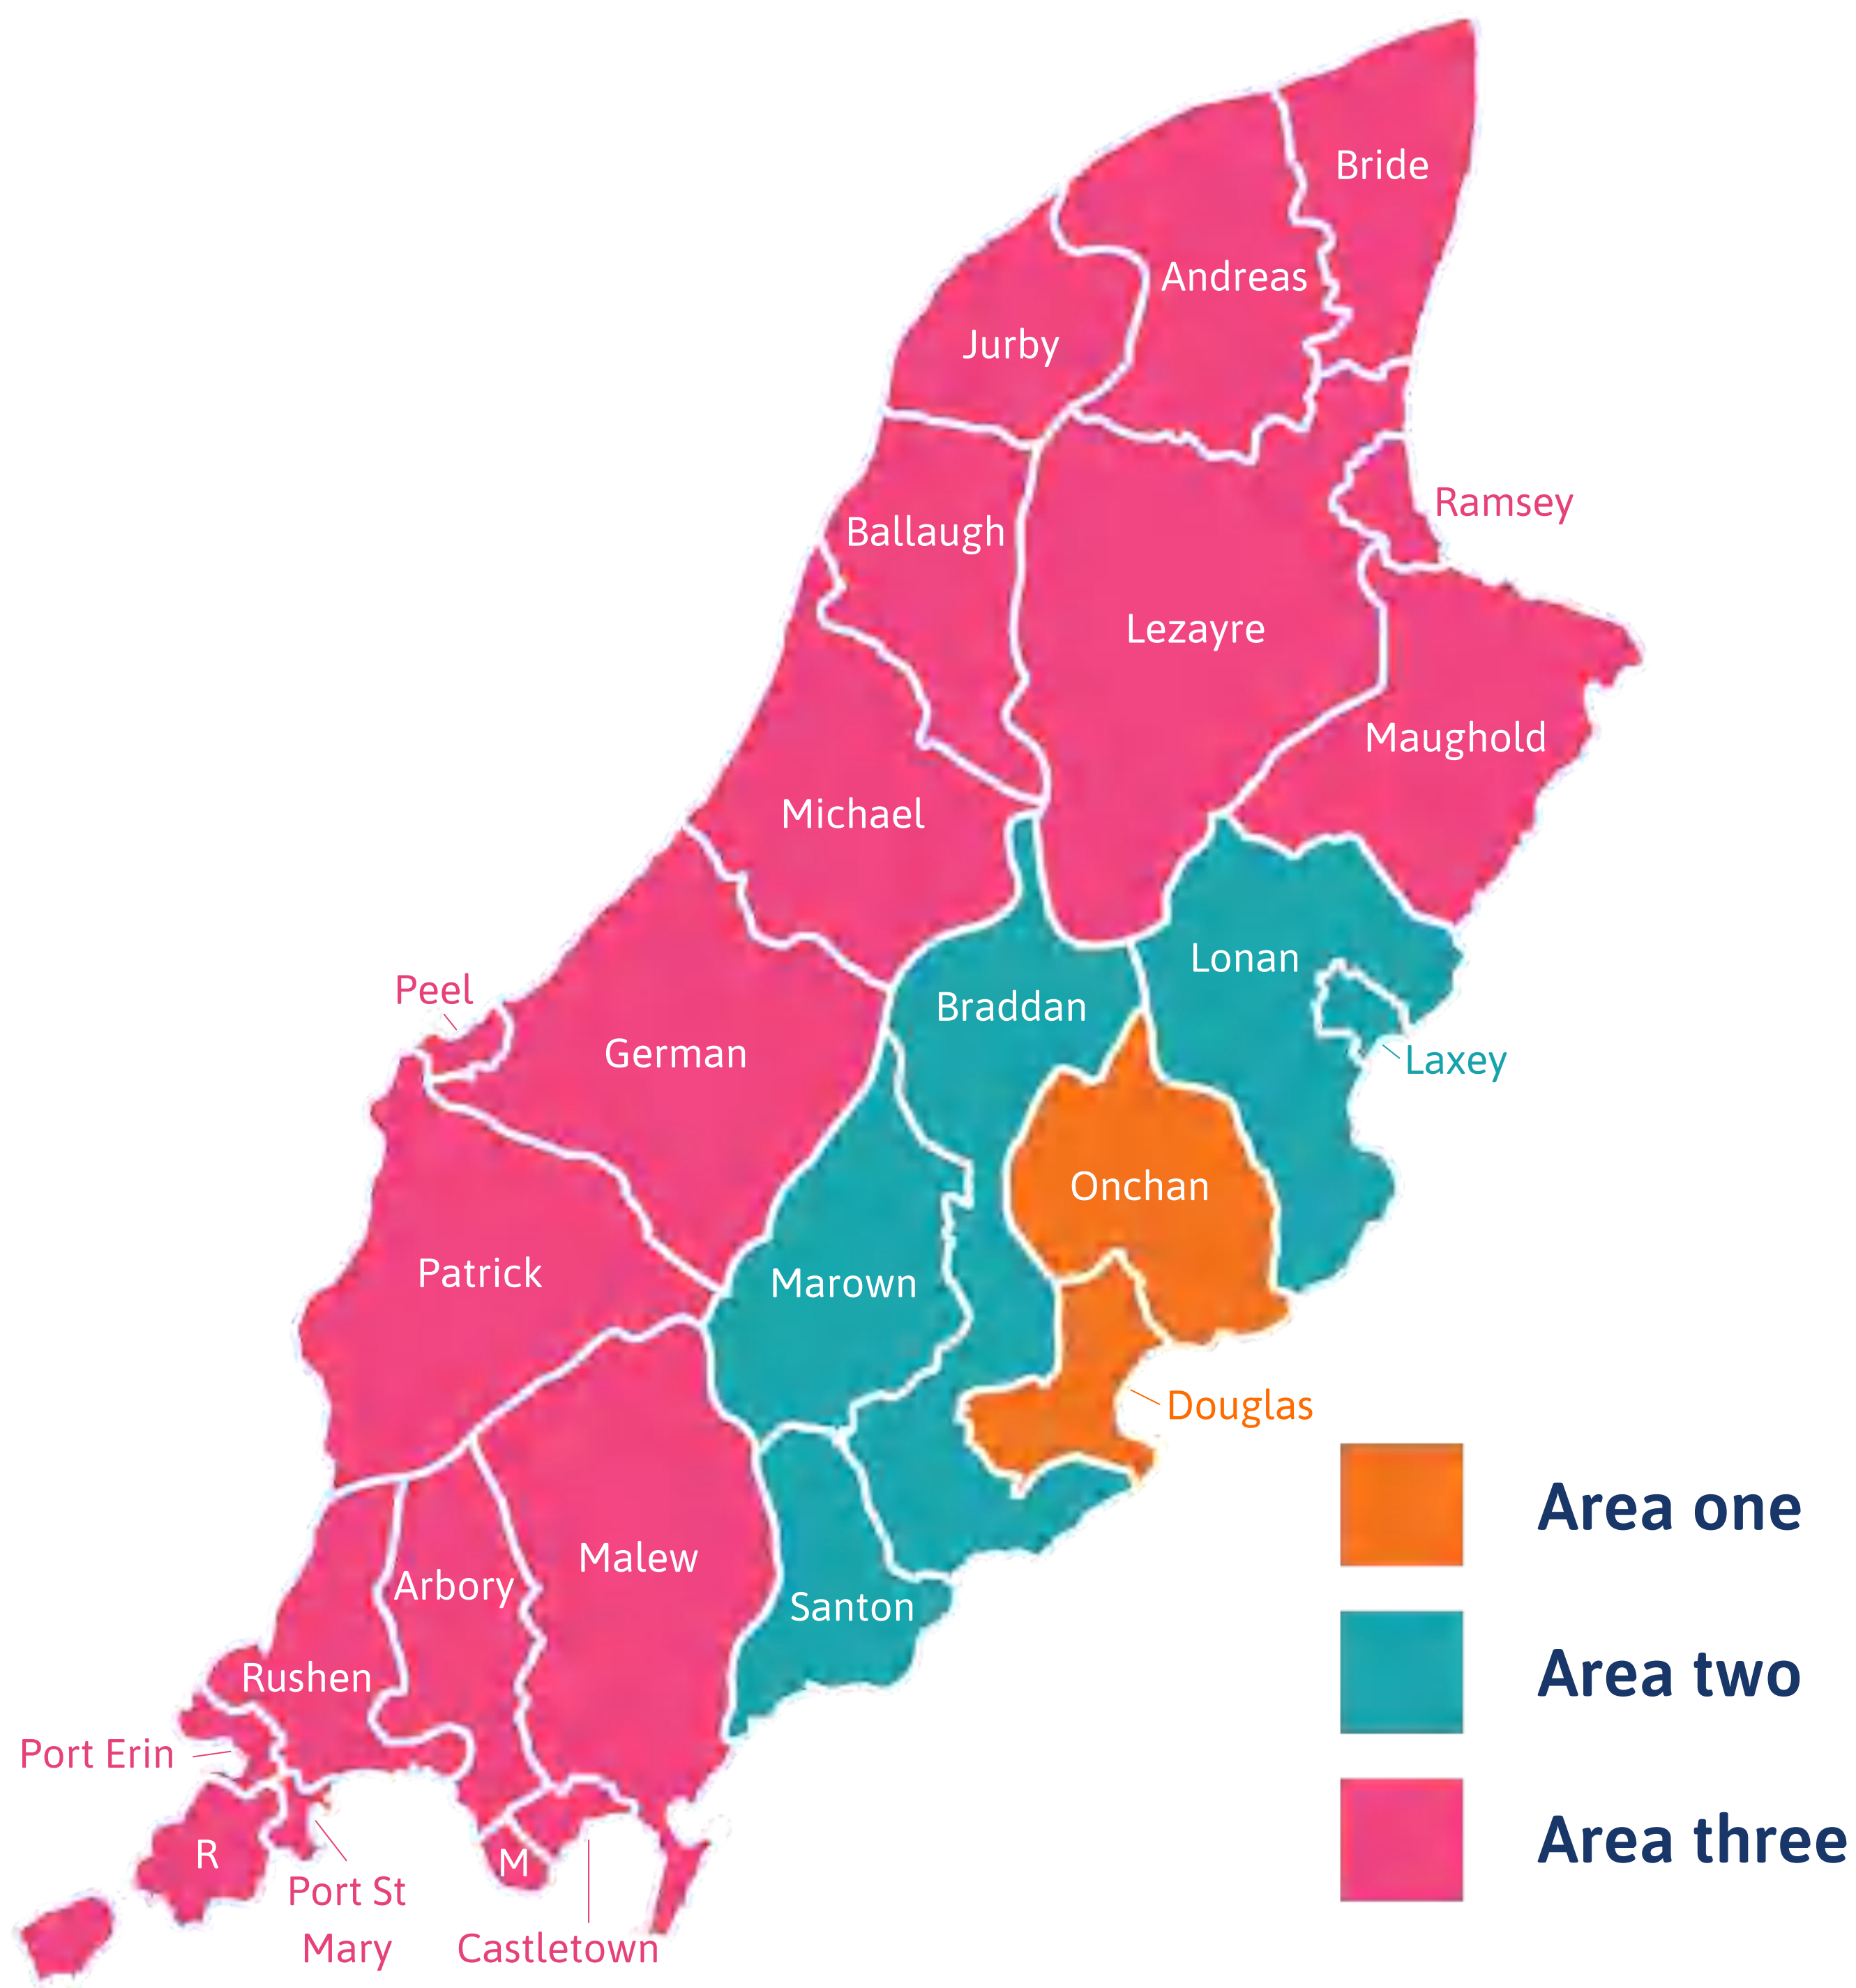 Bride
Andreas
Jurby
Ramsey
Ballaugh
Lezayre
Maughold
Michael
Lonan
Peel
Braddan
German
Laxey
Onchan
Patrick
Marown
Douglas
Area one
Malew
Arbory
Santon
Area two
Rushen
Port Erin
Area three
R
M
Port St
Mary
Castletown